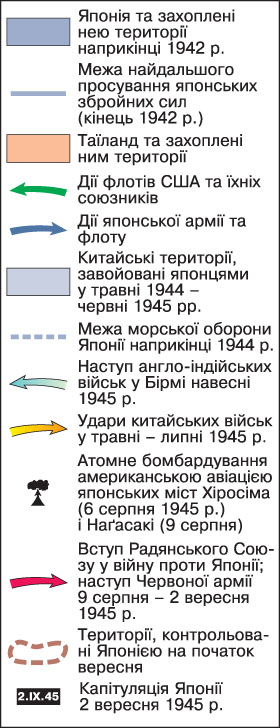 Японія та захоплені
нею території
наприкінці 1942 р.
Межа найдальшого
просування японських
збройних сил
(кінець 1942 р.)
Таїланд та захоплені
ним території
Дії флотів США та їхніх
союзників
Дії японської армії та
флоту
Китайські території,
завойовані японцями
у травні 1944 –
червні 1945 рр.
Межа морської оборони
Японії наприкінці 1944 р.
Наступ англо-індійських
військ у Бірмі навесні
1945 р.
Удари китайських військ
у травні – липні 1945 р.
Атомне бомбардування
американською авіацією
японських міст Хіросіма
(6 серпня 1945 р.)
і Наґасакі (9 серпня)
Вступ Радянського Сою-
зу у війну проти Японії;
наступ Червоної армії
9 серпня – 2 вересня
1945 р.
Території, контрольова-
ні Японією на початок
вересня
2.IX.45 Капітуляція Японії
2 вересня 1945 р.